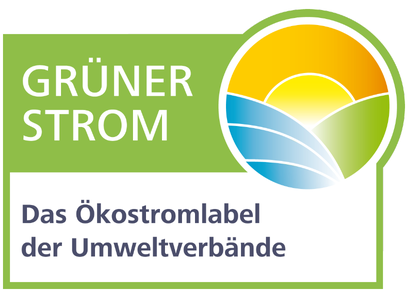 GRÜNER
STROM
Das Ökostromlabel
der Umweltverbände